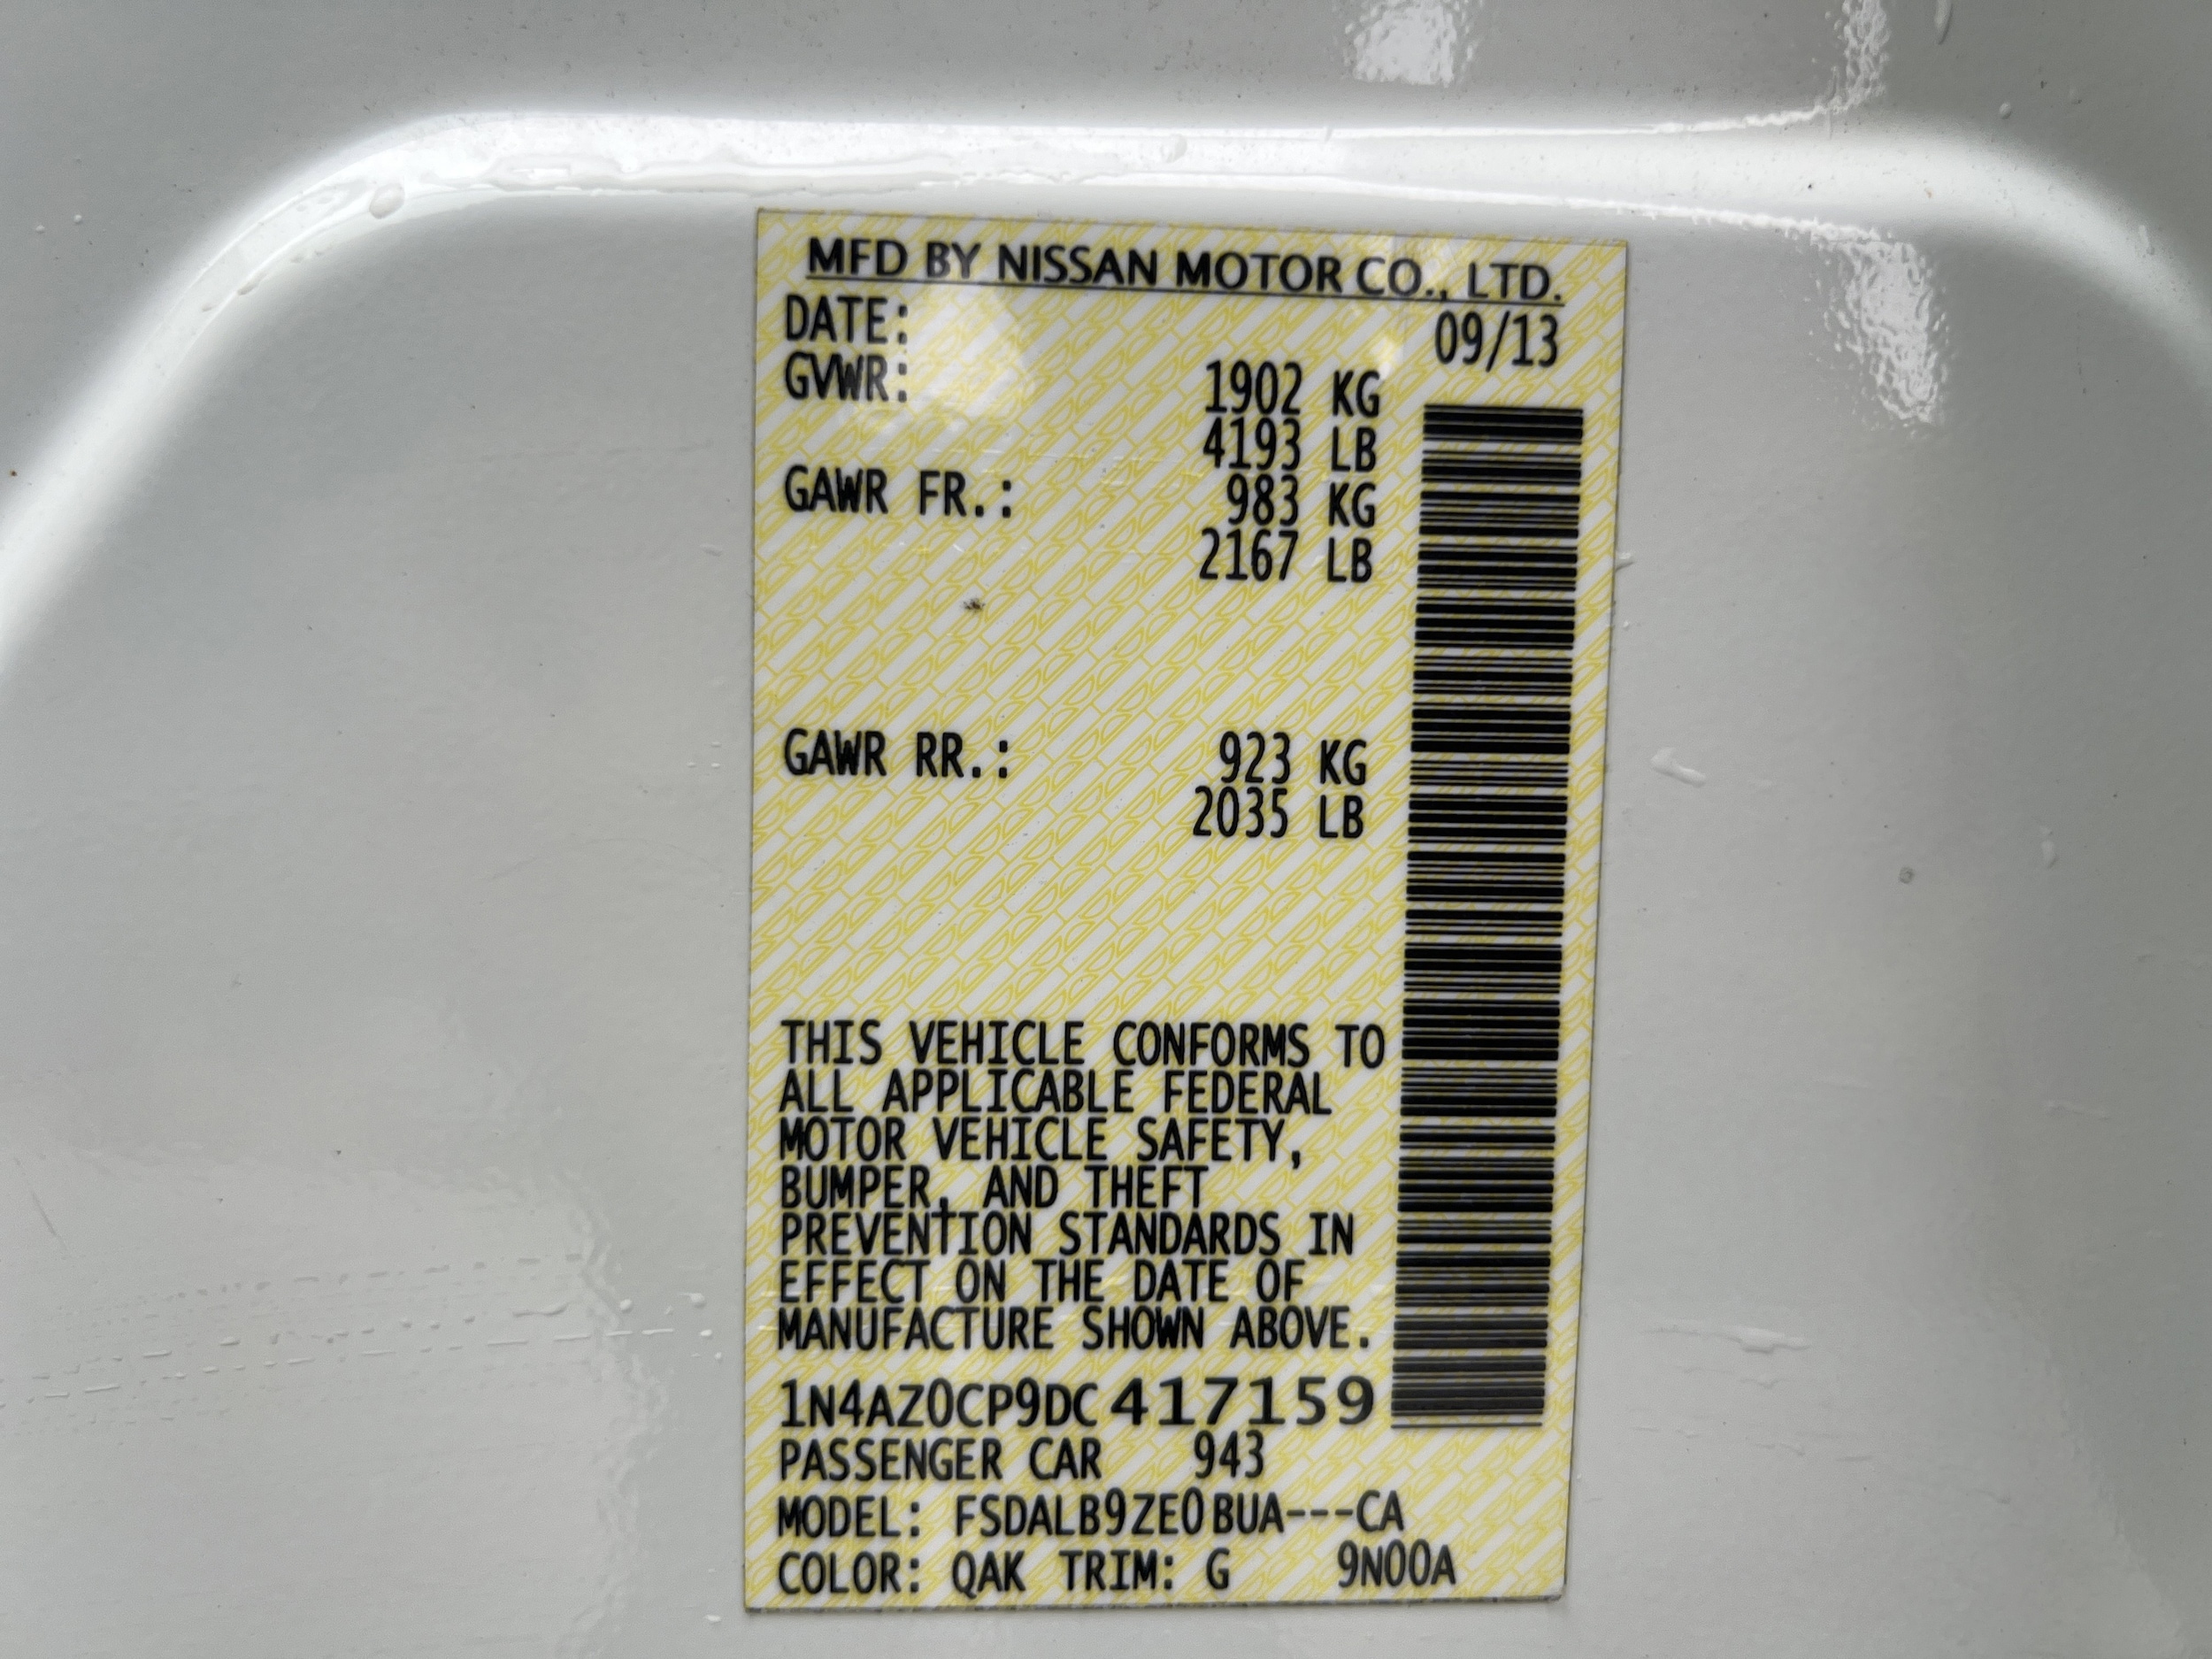 MFD BY NISSAN MOTOR CO., LTD.
DATE: 09/13
GVWR: 1902 KG
4193 LB
GAWR FR.: 983 KG
2167 LB
GAWR RR.: 923 KG
2035 LB
THIS VEHICLE CONFORMS TO
ALL APPLICABLE FEDERAL
MOTOR VEHICLE SAFETY,
BUMPER, AND THEFT
PREVENTION STANDARDS IN
EFFECT ON THE DATE OF
MANUFACTURE SHOWN ABOVE.
1N4AZ0CP9DC417159
PASSENGER CAR 943
MODEL: FSDALB9ZE0BUA---CA
COLOR: QAK TRIM: G 9N00A